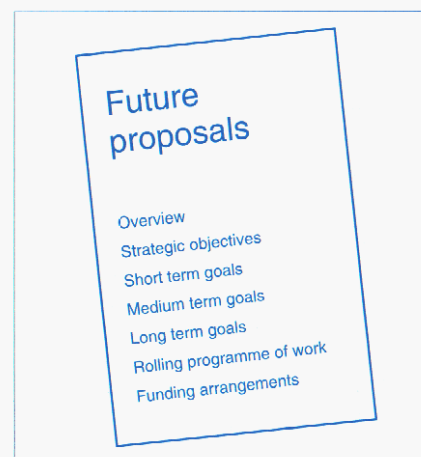 Future
proposals
Overview
Strategic objectives
Short term goals
Medium term goals
Long term goals
Rolling programme of work
Funding arrangements